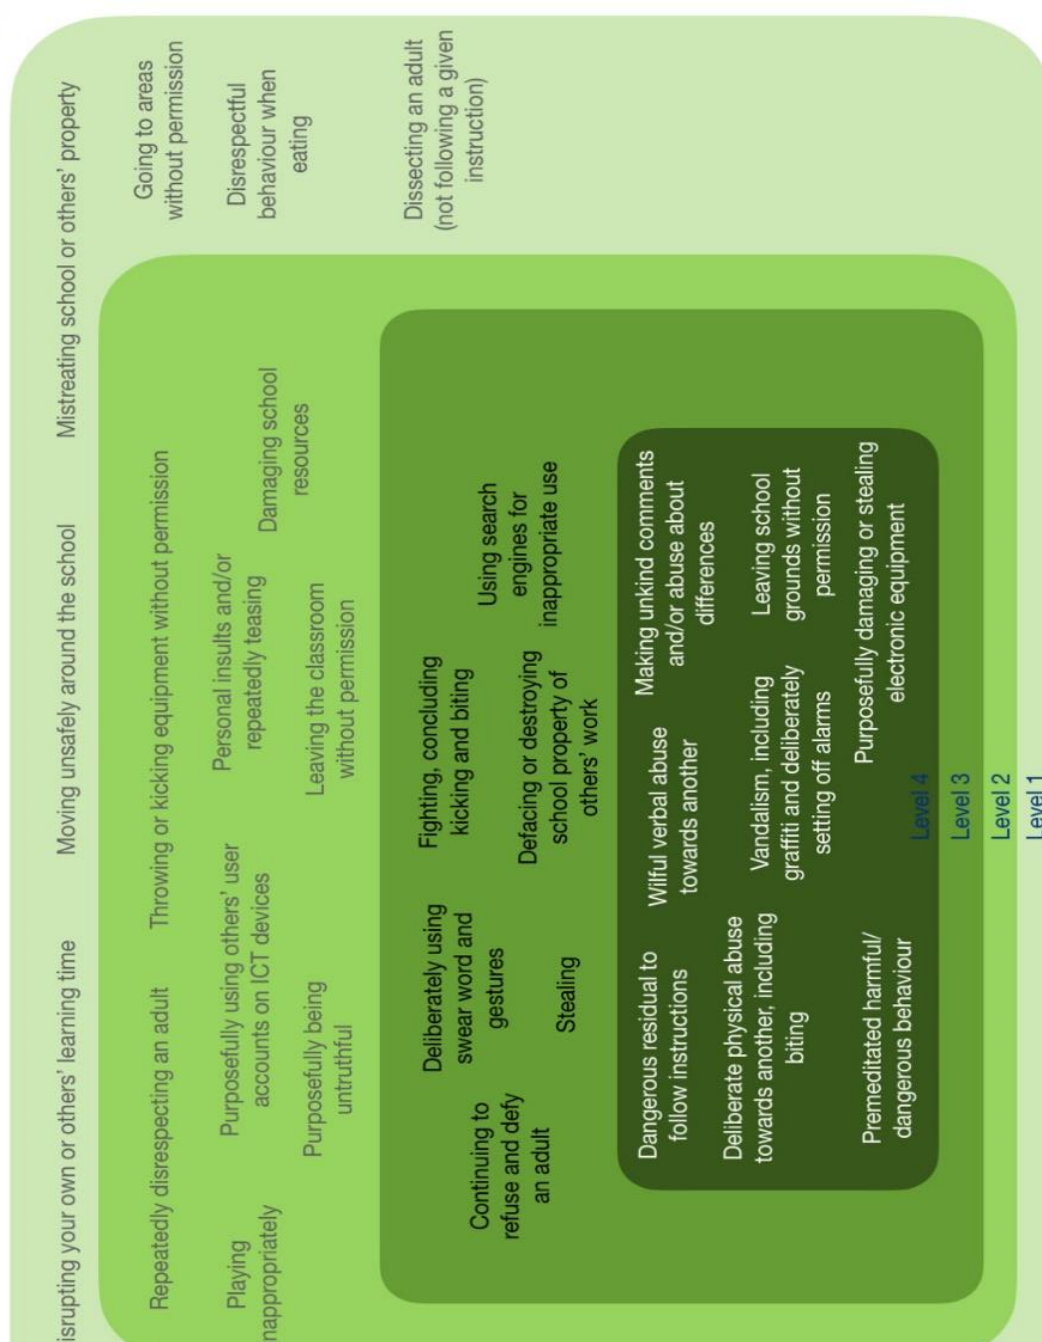 isrupting your own or others' learning time
Moving unsafely around the school
Mistreating school or others' property
Going to areas
without permission
Disrespectful
behaviour when
eating
Dissecting an adult
(not following a given
instruction)
Repeatedly disrespecting an adult
Throwing or kicking equipment without permission
Playing
nappropriately
Purposefully using others' user
accounts on ICT devices
Personal insults and/or
repeatedly teasing
Damaging school
resources
Purposefully being
untruthful
Leaving the classroom
without permission
Continuing to
refuse and defy
an adult
Deliberately using
swear word and
gestures
Fighting, concluding
kicking and biting
Using search
engines for
inappropriate use
Stealing
Defacing or destroying
school property of
others' work
Dangerous residual to
follow instructions
Wilful verbal abuse
towards another
Making unkind comments
and/or abuse about
differences
Deliberate physical abuse
towards another, including
biting
Vandalism, including
graffiti and deliberately
setting off alarms
Leaving school
grounds without
permission
Premeditated harmful/
dangerous behaviour
Purposefully damaging or stealing
electronic equipment
Level 4
Level 3
Level 2
Level 1